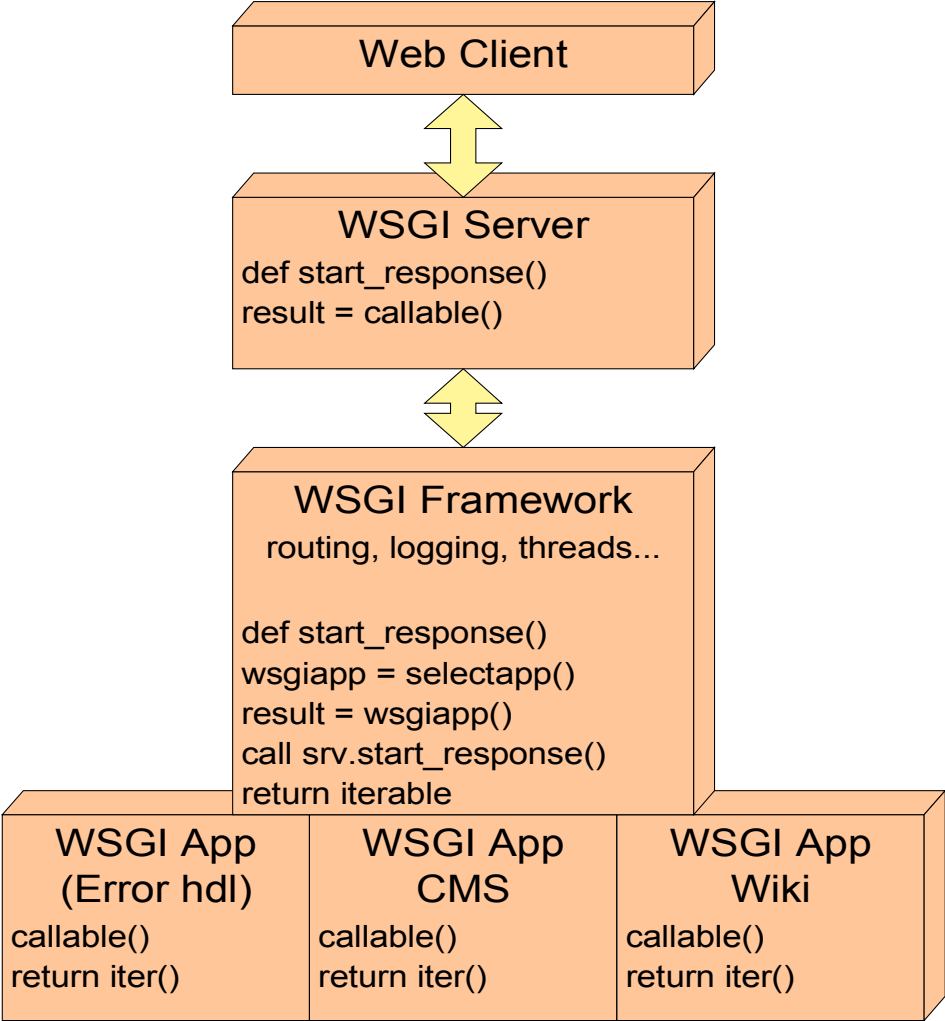 Web Client
WSGI Server
def start_response()
result = callable()
WSGI Framework
routing, logging, threads...
def start_response()
wsgiapp = selectapp()
result = wsgiapp()
call srv.start_response()
return iterable
WSGI App
(Error hdl)
callable()
return iter()
WSGI App
CMS
callable()
return iter()
WSGI App
Wiki
callable()
return iter()